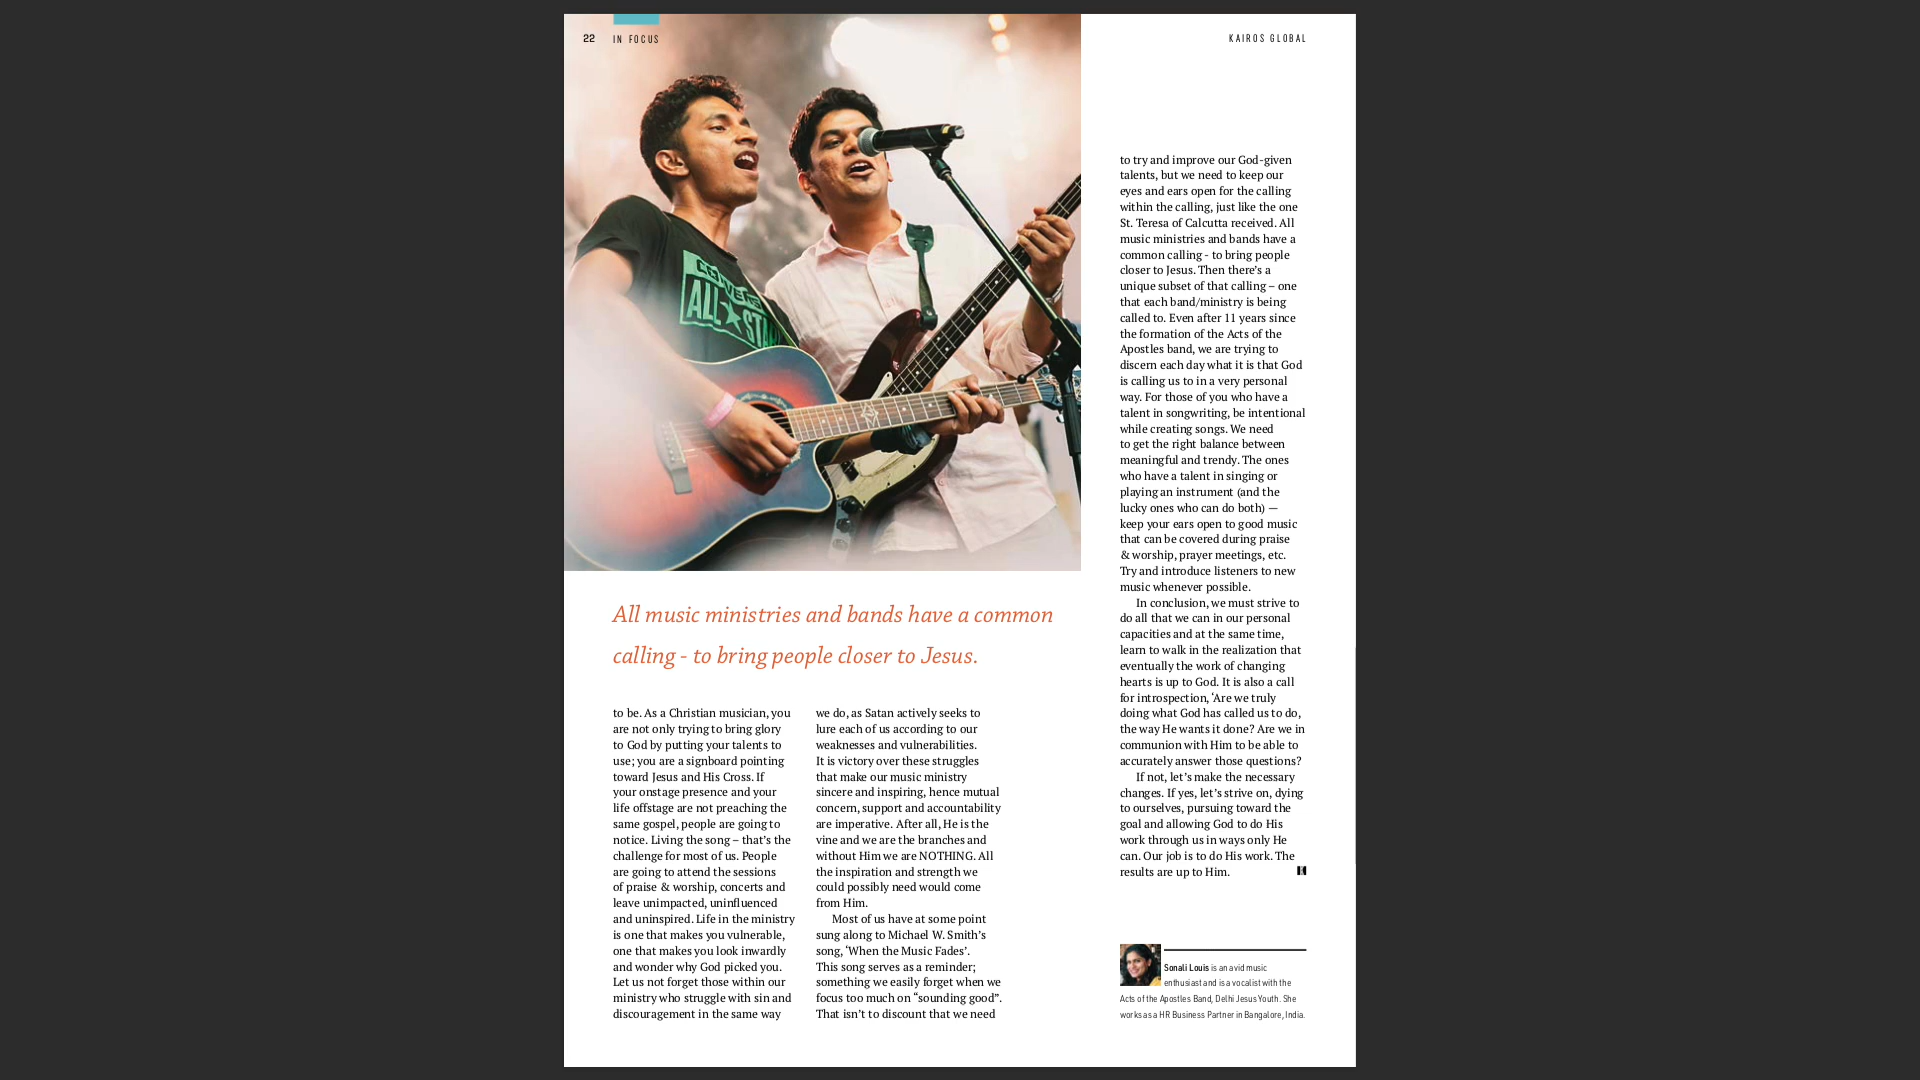 22
IN FOCUS
KAIROS GLOBAL
CONVERSE
ALL★STAR
All music ministries and bands have a common
calling - to bring people closer to Jesus.
to be. As a Christian musician, you
are not only trying to bring glory
to God by putting your talents to
use; you are a signboard pointing
toward Jesus and His Cross. If
your onstage presence and your
life offstage are not preaching the
same gospel, people are going to
notice. Living the song – that’s the
challenge for most of us. People
are going to attend the sessions
of praise & worship, concerts and
leave unimpacted, uninfluenced
and uninspired. Life in the ministry
is one that makes you vulnerable,
one that makes you look inwardly
and wonder why God picked you.
Let us not forget those within our
ministry who struggle with sin and
discouragement in the same way
we do, as Satan actively seeks to
lure each of us according to our
weaknesses and vulnerabilities.
It is victory over these struggles
that make our music ministry
sincere and inspiring, hence mutual
concern, support and accountability
are imperative. After all, He is the
vine and we are the branches and
without Him we are NOTHING. All
the inspiration and strength we
could possibly need would come
from Him.
Most of us have at some point
sung along to Michael W. Smith’s
song, ‘When the Music Fades’.
This song serves as a reminder;
something we easily forget when we
focus too much on “sounding good”.
That isn’t to discount that we need
to try and improve our God-given
talents, but we need to keep our
eyes and ears open for the calling
within the calling, just like the one
St. Teresa of Calcutta received. All
music ministries and bands have a
common calling - to bring people
closer to Jesus. Then there’s a
unique subset of that calling – one
that each band/ministry is being
called to. Even after 11 years since
the formation of the Acts of the
Apostles band, we are trying to
discern each day what it is that God
is calling us to in a very personal
way. For those of you who have a
talent in songwriting, be intentional
while creating songs. We need
to get the right balance between
meaningful and trendy. The ones
who have a talent in singing or
playing an instrument (and the
lucky ones who can do both) —
keep your ears open to good music
that can be covered during praise
& worship, prayer meetings, etc.
Try and introduce listeners to new
music whenever possible.
In conclusion, we must strive to
do all that we can in our personal
capacities and at the same time,
learn to walk in the realization that
eventually the work of changing
hearts is up to God. It is also a call
for introspection, ‘Are we truly
doing what God has called us to do,
the way He wants it done? Are we in
communion with Him to be able to
accurately answer those questions?
If not, let’s make the necessary
changes. If yes, let’s strive on, dying
to ourselves, pursuing toward the
goal and allowing God to do His
work through us in ways only He
can. Our job is to do His work. The
results are up to Him.
Sonali Louis is an avid music
enthusiast and is a vocalist with the
Acts of the Apostles Band, Delhi Jesus Youth. She
works as a HR Business Partner in Bangalore, India.